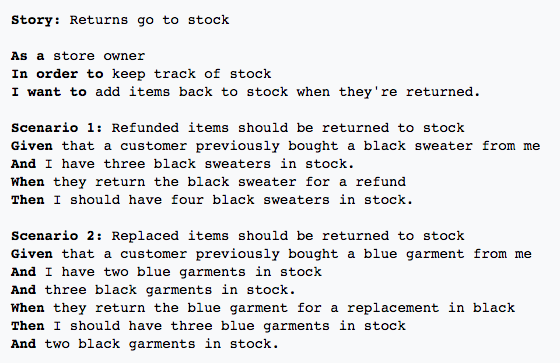 Story: Returns go to stock
As a store owner
In order to keep track of stock
I want to add items back to stock when they're returned.
Scenario 1: Refunded items should be returned to stock
Given that a customer previously bought a black sweater from me
And I have three black sweaters in stock.
When they return the black sweater for a refund
Then I should have four black sweaters in stock.
Scenario 2: Replaced items should be returned to stock
Given that a customer previously bought a blue garment from me
And I have two blue garments in stock
And three black garments in stock.
When they return the blue garment for a replacement in black
Then I should have three blue garments in stock
And two black garments in stock.